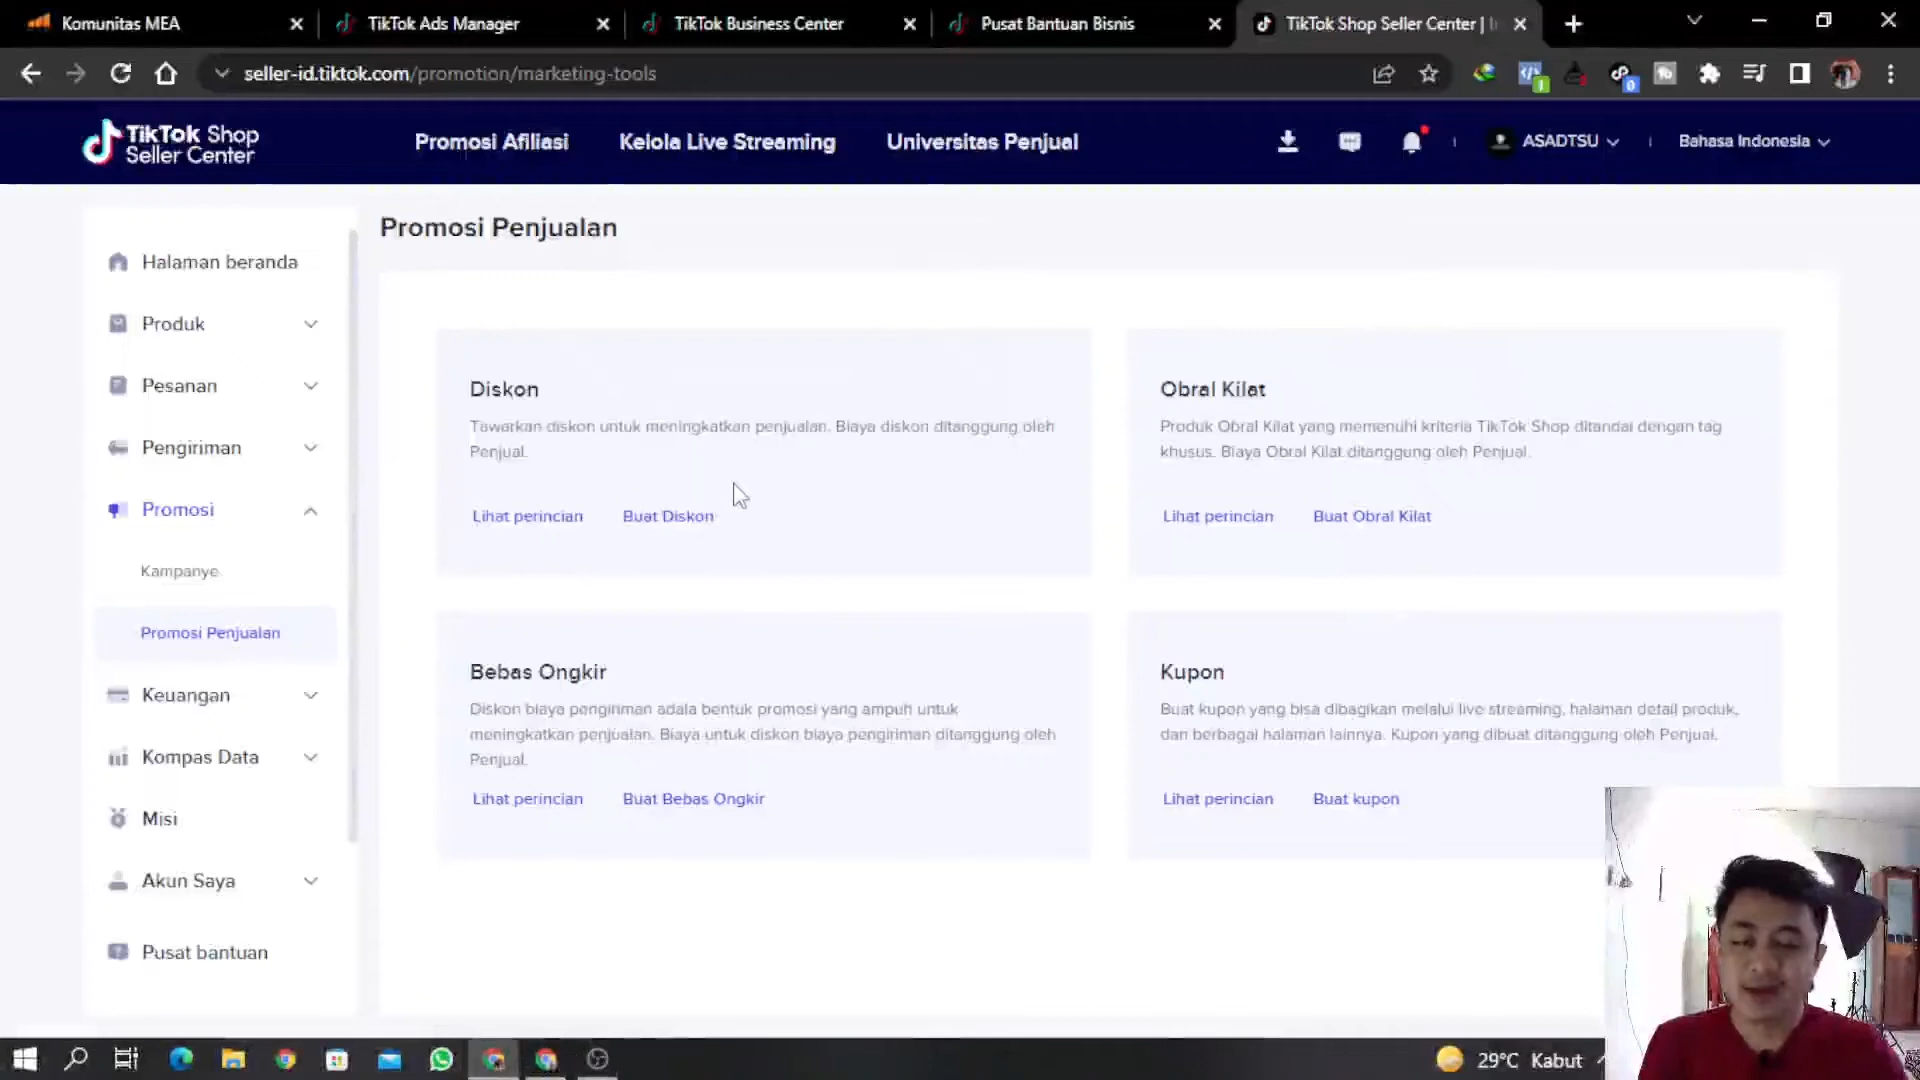 Komunitas MEA
TikTok Ads Manager
TikTok Business Center
Pusat Bantuan Bisnis
TikTok Shop Seller Center |
seller-id.tiktok.com/promotion/marketing-tools
TikTok Shop
Seller Center
Promosi Afiliasi
Kelola Live Streaming
Universitas Penjual
ASADTSU
Bahasa Indonesia
Halaman beranda
Produk
Pesanan
Pengiriman
Promosi
Kampanye
Promosi Penjualan
Keuangan
Kompas Data
Misi
Akun Saya
Pusat bantuan
Promosi Penjualan
Diskon
Tawarkan diskon untuk meningkatkan penjualan. Biaya diskon ditanggung oleh
Penjual.
Lihat perincian
Buat Diskon
Obral Kilat
Produk Obral Kilat yang memenuhi kriteria TikTok Shop ditandai dengan tag
khusus. Biaya Obral Kilat ditanggung oleh Penjual.
Lihat perincian
Buat Obral Kilat
Bebas Ongkir
Diskon biaya pengiriman adala bentuk promosi yang ampuh untuk
meningkatkan penjualan. Biaya untuk diskon biaya pengiriman ditanggung oleh
Penjual.
Lihat perincian
Buat Bebas Ongkir
Kupon
Buat kupon yang bisa dibagikan melalui live streaming, halaman detail produk,
dan berbagai halaman lainnya. Kupon yang dibuat ditanggung oleh Penjual.
Lihat perincian
Buat kupon
29°C Kabut